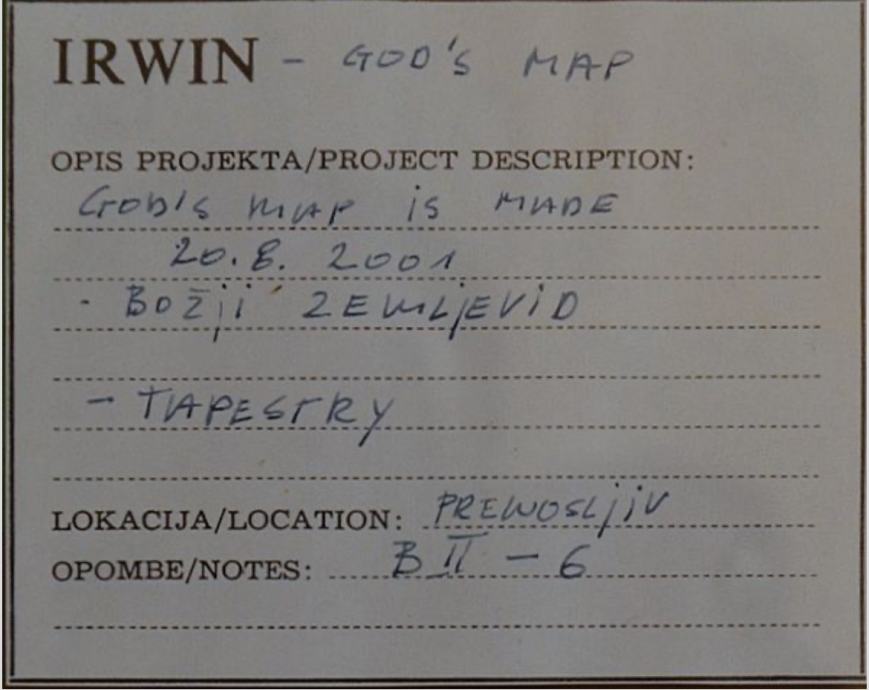 IRWIN - GOD'S MAP
OPIS PROJEKTA/PROJECT DESCRIPTION:
GOD'S MAP IS MADE
20.8. 2001
- BOŽJI ZEMLJEVID
- TAPESTRY
LOKACIJA/LOCATION: PRENOSLJIV
OPOMBE/NOTES: B II - 6